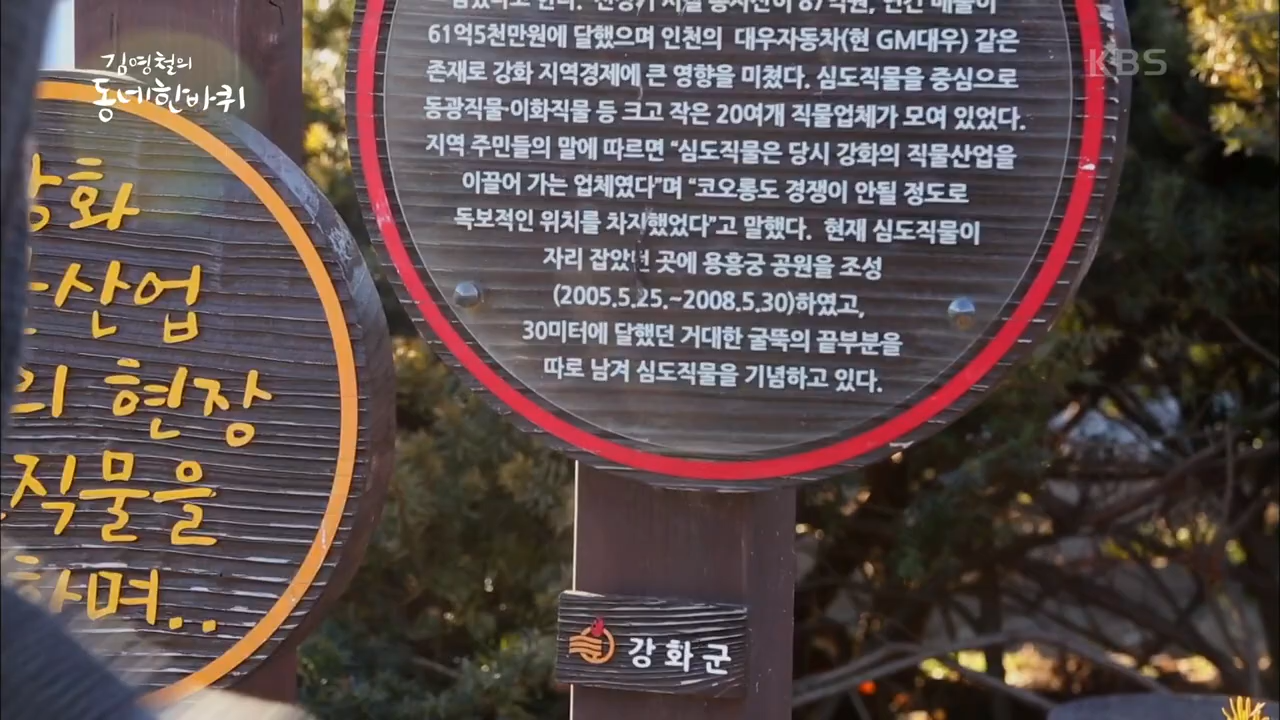 김영철의
동네한바퀴
KBS
61억5천만원에 달했으며 인천의 대우자동차(현 GM대우) 같은
존재로 강화 지역경제에 큰 영향을 미쳤다. 심도직물을 중심으로
동광직물·이화직물 등 크고 작은 20여개 직물업체가 모여 있었다.
지역 주민들의 말에 따르면 “심도직물은 당시 강화의 직물산업을
이끌어 가는 업체였다”며 “코오롱도 경쟁이 안될 정도로
독보적인 위치를 차지했었다”고 말했다. 현재 심도직물이
자리 잡았던 곳에 용흥궁 공원을 조성
(2005.5.25.~2008.5.30)하였고,
30미터에 달했던 거대한 굴뚝의 끝부분을
따로 남겨 심도직물을 기념하고 있다.
강화
산업
의 현장
직물을
하며..
강화군